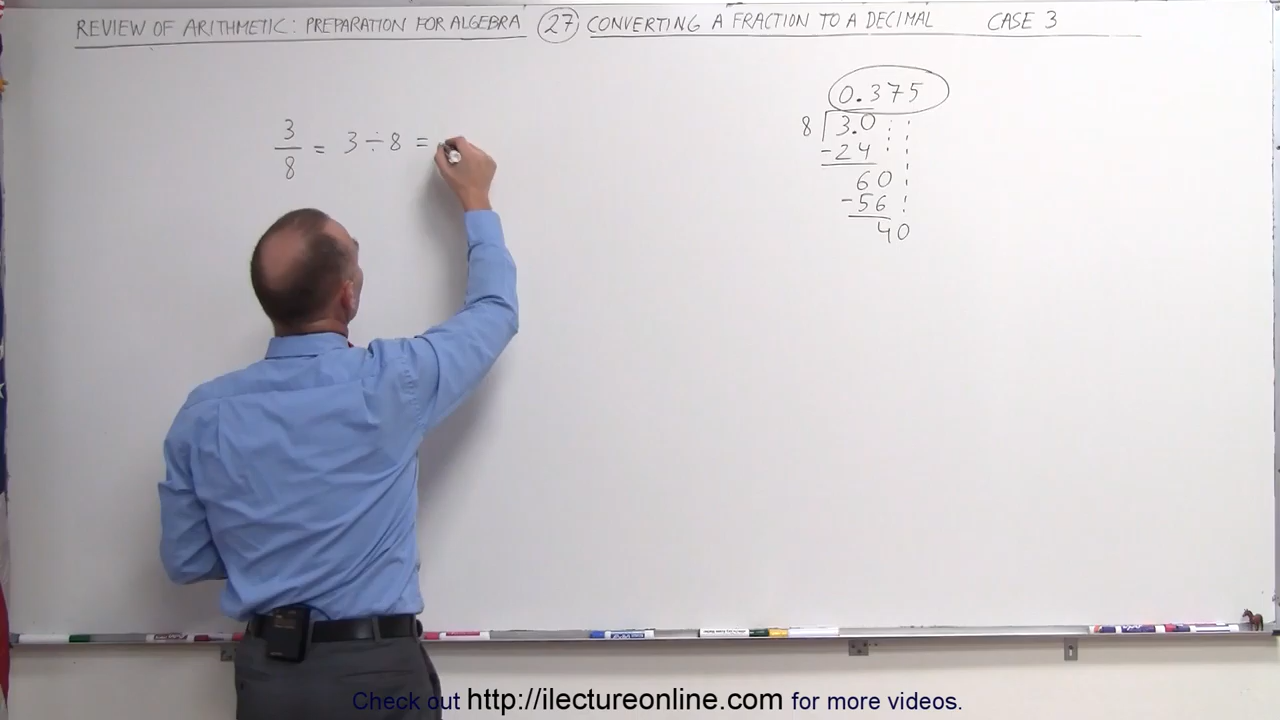 REVIEW OF ARITHMETIC: PREPARATION FOR ALGEBRA 27 CONVERTING A FRACTION TO A DECIMAL CASE 3
3/8 = 3 ÷ 8 =
0.375
8 3.0
-24
60
-56
40
Check out http://ilectureonline.com for more videos.